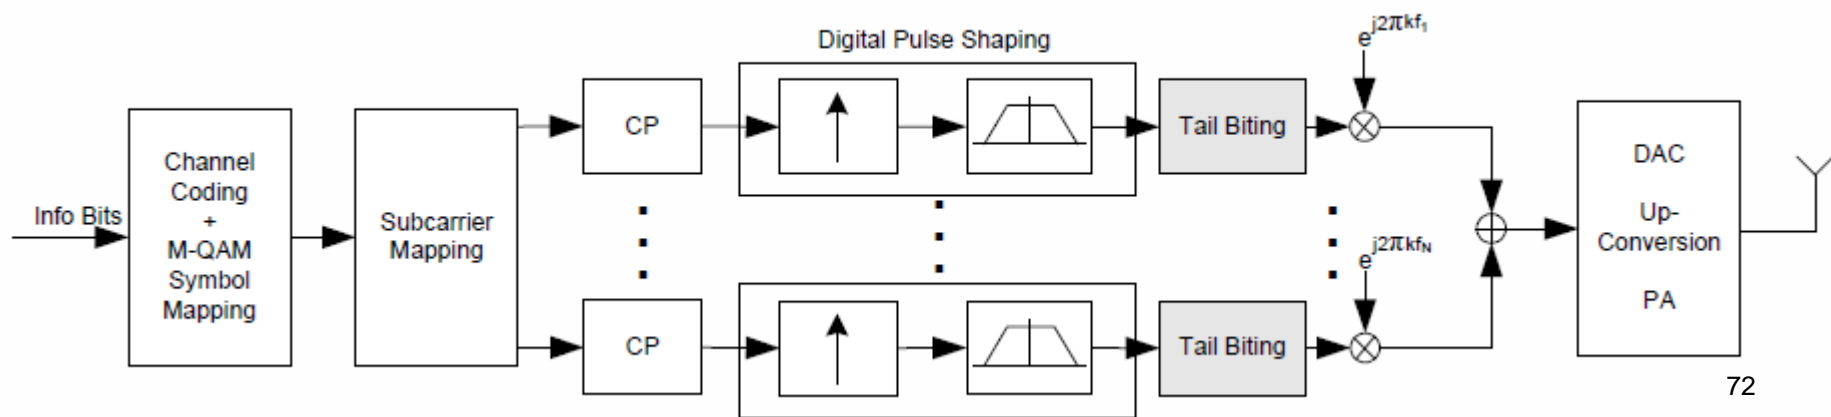 Digital Pulse Shaping
e^{j2πkf₁}
Info Bits
Channel
Coding
+
M-QAM
Symbol
Mapping
Subcarrier
Mapping
CP
Tail Biting
DAC
Up-
Conversion
PA
e^{j2πkf_N}
CP
Tail Biting
72